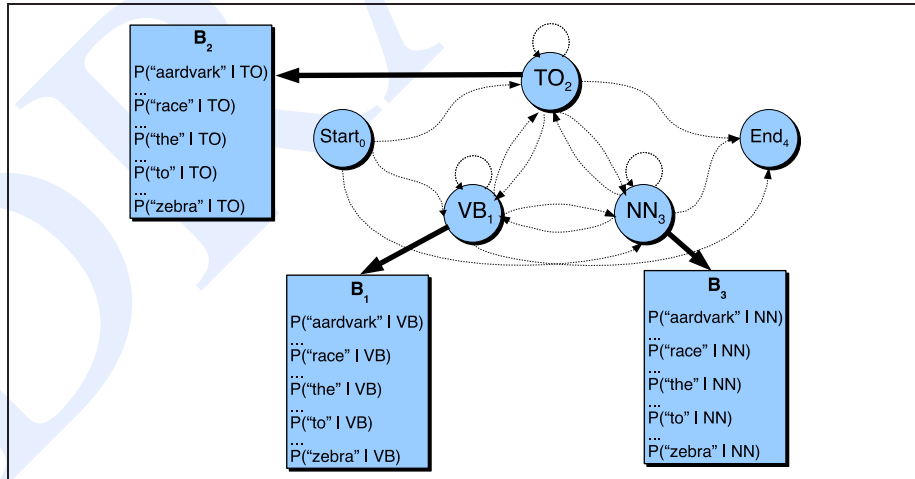 B2
P("aardvark" | TO)
...
P("race" | TO)
...
P("the" | TO)
...
P("to" | TO)
...
P("zebra" | TO)
TO2
Start0
End4
VB1
NN3
B1
P("aardvark" | VB)
...
P("race" | VB)
...
P("the" | VB)
...
P("to" | VB)
...
P("zebra" | VB)
B3
P("aardvark" | NN)
...
P("race" | NN)
...
P("the" | NN)
...
P("to" | NN)
...
P("zebra" | NN)